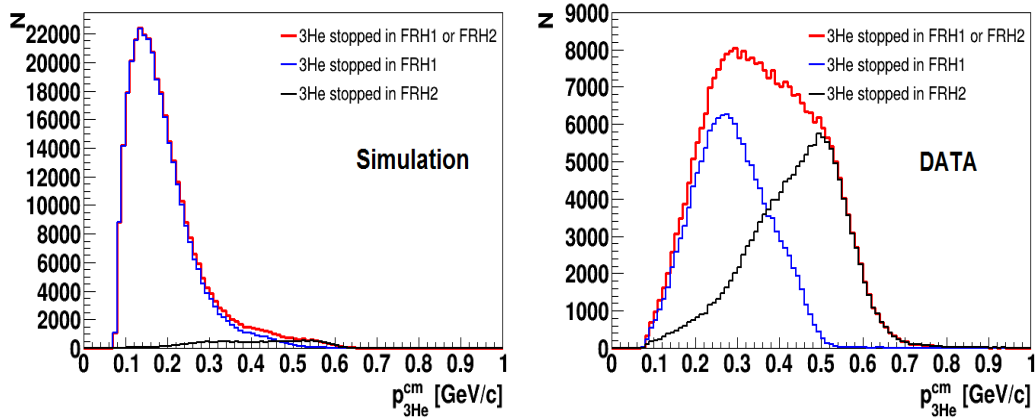 N
22000
20000
18000
16000
14000
12000
10000
8000
6000
4000
2000
0
3He stopped in FRH1 or FRH2
3He stopped in FRH1
3He stopped in FRH2
Simulation
0 0.1 0.2 0.3 0.4 0.5 0.6 0.7 0.8 0.9 1
p^cm_3He [GeV/c]
N
9000
8000
7000
6000
5000
4000
3000
2000
1000
0
3He stopped in FRH1 or FRH2
3He stopped in FRH1
3He stopped in FRH2
DATA
0 0.1 0.2 0.3 0.4 0.5 0.6 0.7 0.8 0.9 1
p^cm_3He [GeV/c]